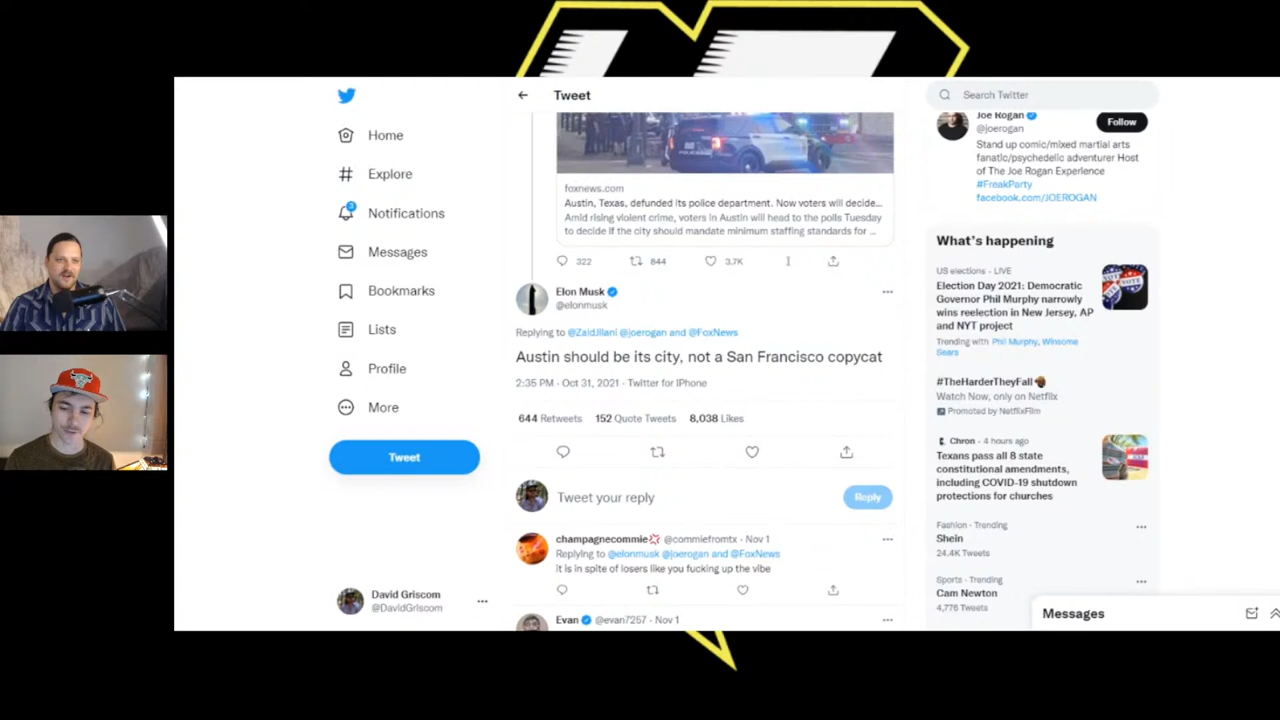 Tweet
Search Twitter
Home
Explore
3
Notifications
Messages
Bookmarks
Lists
Profile
More
Tweet
David Griscom
@DavidGriscom
foxnews.com
Austin, Texas, defunded its police department. Now voters will decide...
Amid rising violent crime, voters in Austin will head to the polls Tuesday
to decide if the city should mandate minimum staffing standards for ...
322 844 3.7K
Elon Musk
@elonmusk
Replying to @ZaidJilani @joerogan and @FoxNews
Austin should be its city, not a San Francisco copycat
2:35 PM · Oct 31, 2021 · Twitter for iPhone
644 Retweets 152 Quote Tweets 8,038 Likes
Tweet your reply
Reply
champagnecommie @commiefromtx · Nov 1
Replying to @elonmusk @joerogan and @FoxNews
it is in spite of losers like you fucking up the vibe
Evan @evan7257 · Nov 1
Joe Rogan
@joerogan
Follow
Stand up comic/mixed martial arts
fanatic/psychedelic adventurer Host
of The Joe Rogan Experience
#FreakParty
facebook.com/JOEROGAN
What's happening
US elections · LIVE
Election Day 2021: Democratic
Governor Phil Murphy narrowly
wins reelection in New Jersey, AP
and NYT project
Trending with Phil Murphy, Winsome
Sears
VOTE
VOTE
#TheHarderTheyFall
Watch Now, only on Netflix
Promoted by NetflixFilm
Chron · 4 hours ago
Texans pass all 8 state
constitutional amendments,
including COVID-19 shutdown
protections for churches
Fashion · Trending
Shein
24.4K Tweets
Sports · Trending
Cam Newton
4,776 Tweets
Messages